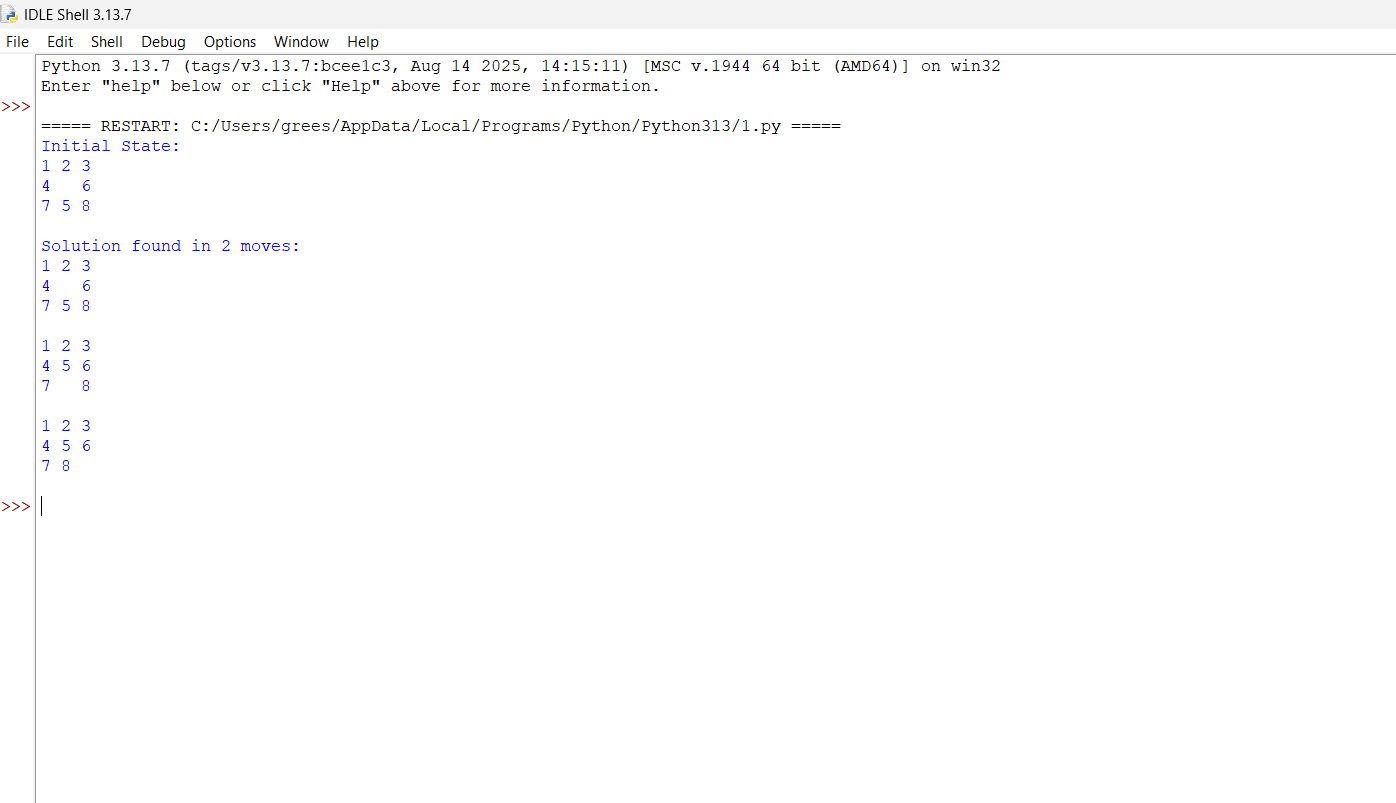 IDLE Shell 3.13.7
File Edit Shell Debug Options Window Help
Python 3.13.7 (tags/v3.13.7:bcee1c3, Aug 14 2025, 14:15:11) [MSC v.1944 64 bit (AMD64)] on win32
Enter "help" below or click "Help" above for more information.
>>>
===== RESTART: C:/Users/grees/AppData/Local/Programs/Python/Python313/1.py =====
Initial State:
1 2 3
4   6
7 5 8

Solution found in 2 moves:
1 2 3
4   6
7 5 8

1 2 3
4 5 6
7   8

1 2 3
4 5 6
7 8

>>>